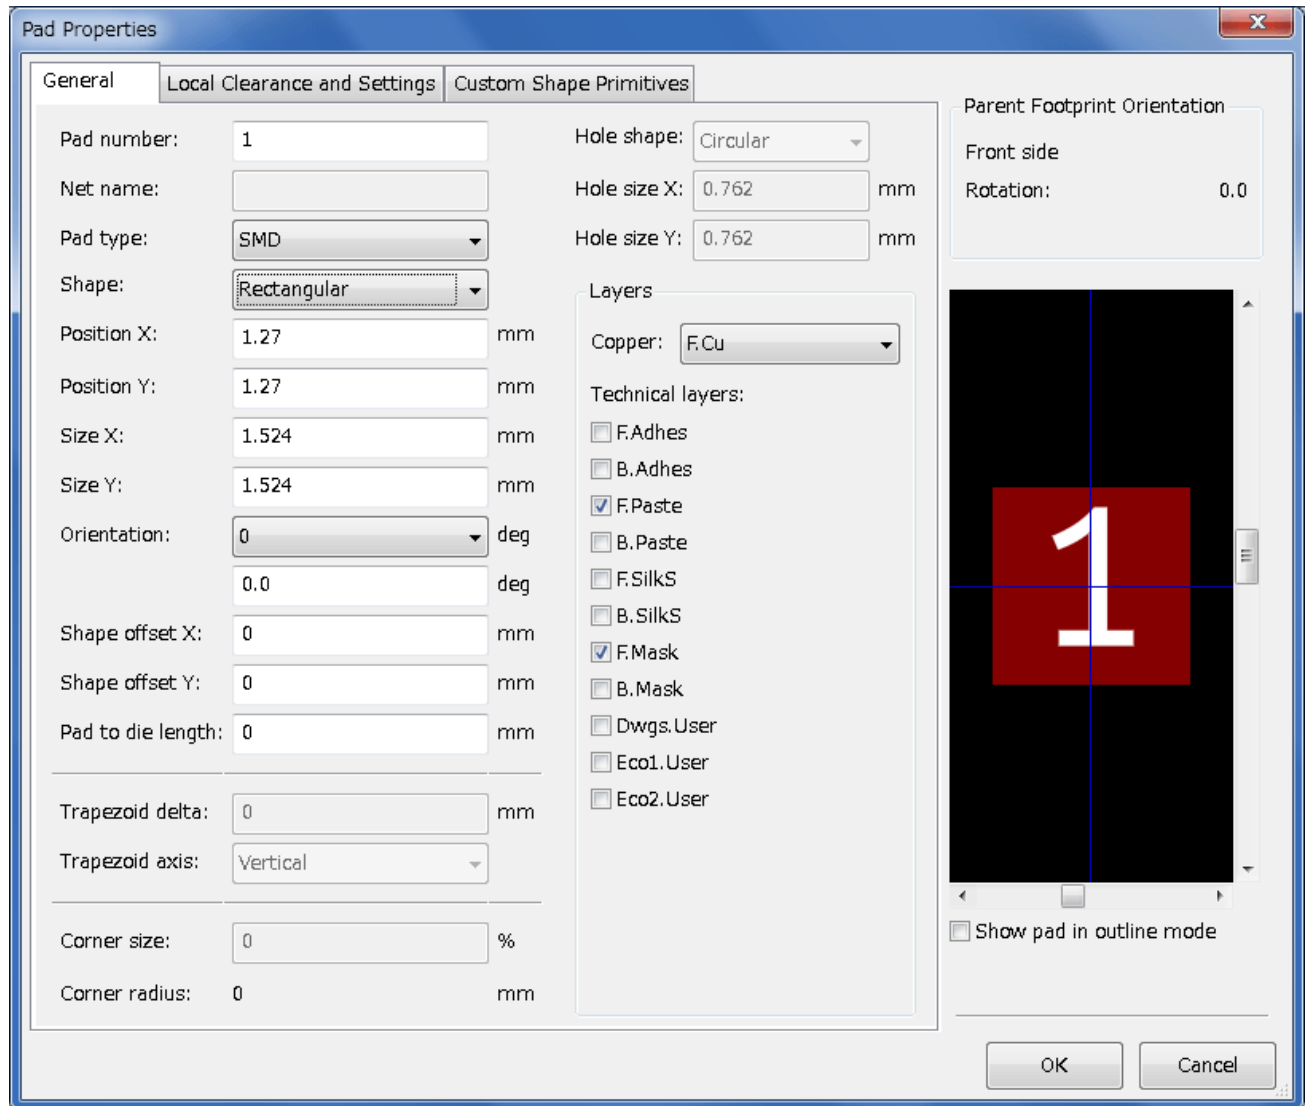 Pad Properties
General
Local Clearance and Settings
Custom Shape Primitives
Pad number: 1
Net name:
Pad type: SMD
Shape: Rectangular
Position X: 1.27 mm
Position Y: 1.27 mm
Size X: 1.524 mm
Size Y: 1.524 mm
Orientation: 0 deg
0.0 deg
Shape offset X: 0 mm
Shape offset Y: 0 mm
Pad to die length: 0 mm
Trapezoid delta: 0 mm
Trapezoid axis: Vertical
Corner size: 0 %
Corner radius: 0 mm
Hole shape: Circular
Hole size X: 0.762 mm
Hole size Y: 0.762 mm
Layers
Copper: F.Cu
Technical layers:
F.Adhes
B.Adhes
F.Paste
B.Paste
F.SilkS
B.SilkS
F.Mask
B.Mask
Dwgs.User
Eco1.User
Eco2.User
Parent Footprint Orientation
Front side
Rotation: 0.0
1
Show pad in outline mode
OK
Cancel